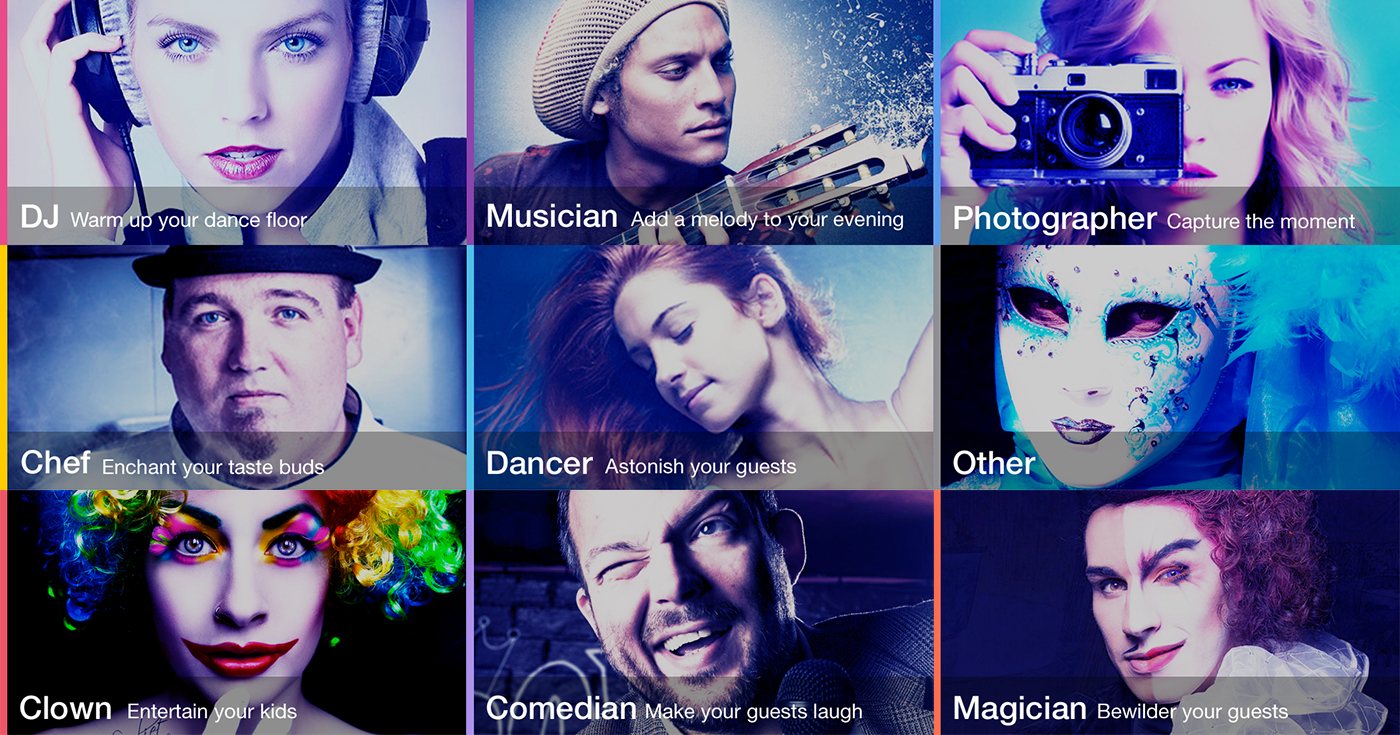 DJ Warm up your dance floor
Musician Add a melody to your evening
Photographer Capture the moment
Chef Enchant your taste buds
Dancer Astonish your guests
Other
Clown Entertain your kids
Comedian Make your guests laugh
Magician Bewilder your guests